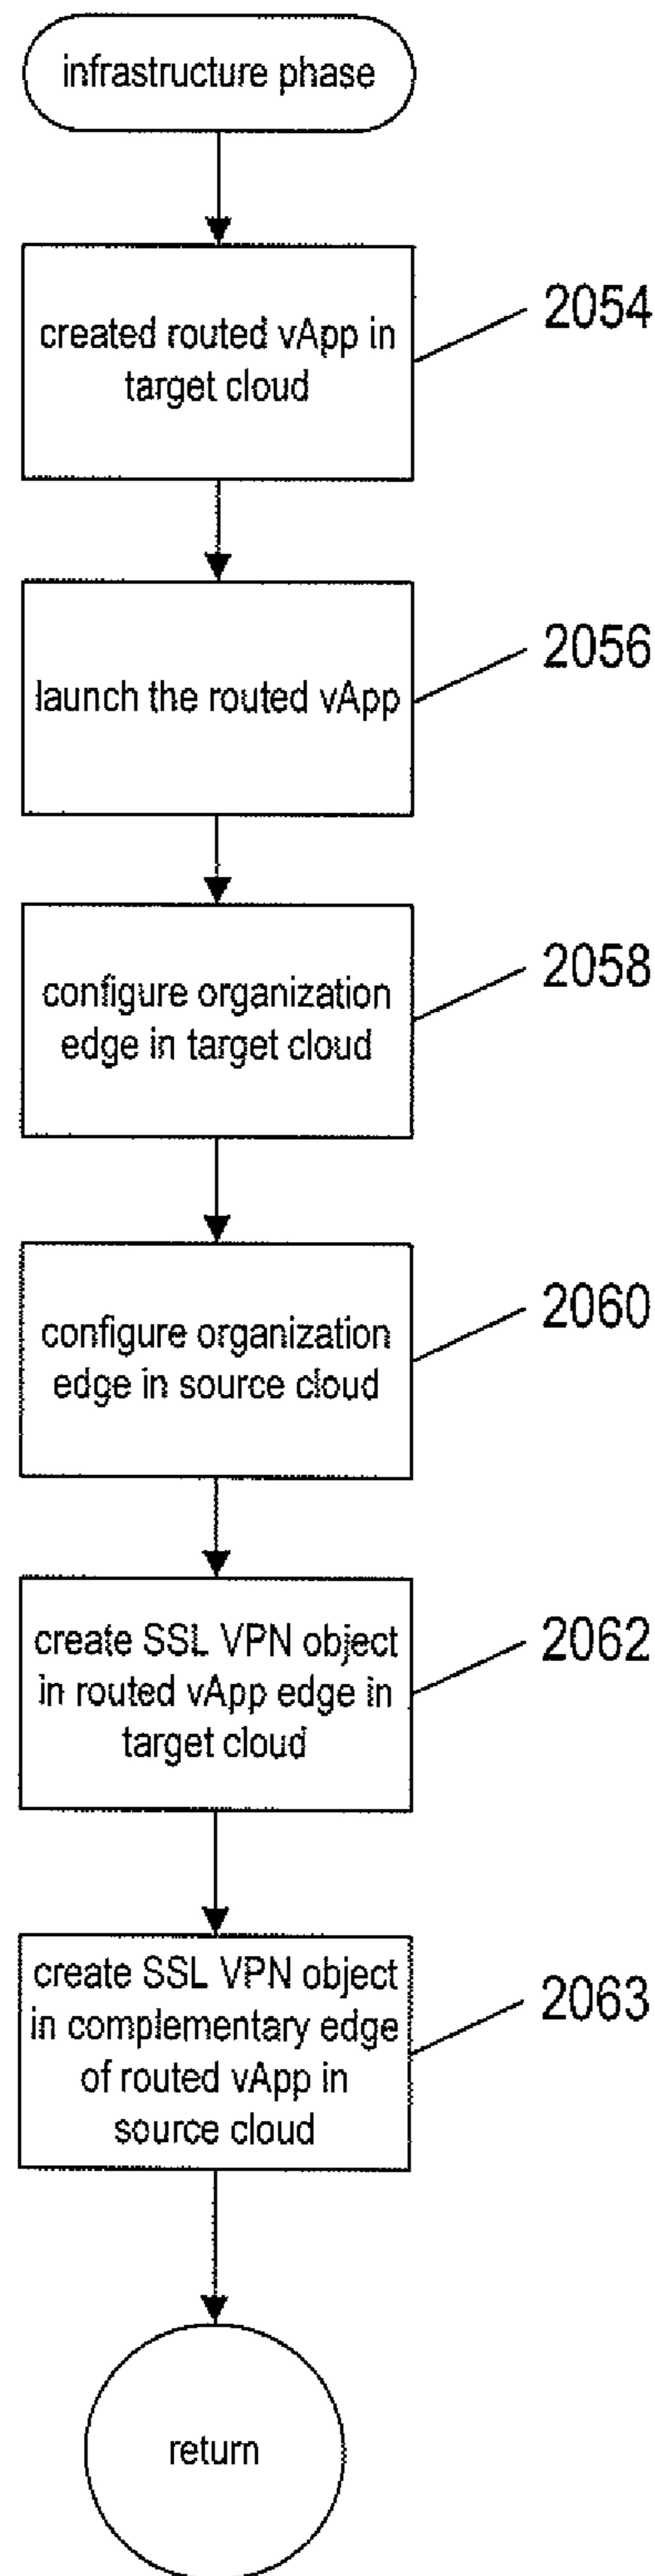 infrastructure phase
created routed vApp in
target cloud
2054
launch the routed vApp
2056
configure organization
edge in target cloud
2058
configure organization
edge in source cloud
2060
create SSL VPN object
in routed vApp edge in
target cloud
2062
create SSL VPN object
in complementary edge
of routed vApp in
source cloud
2063
return